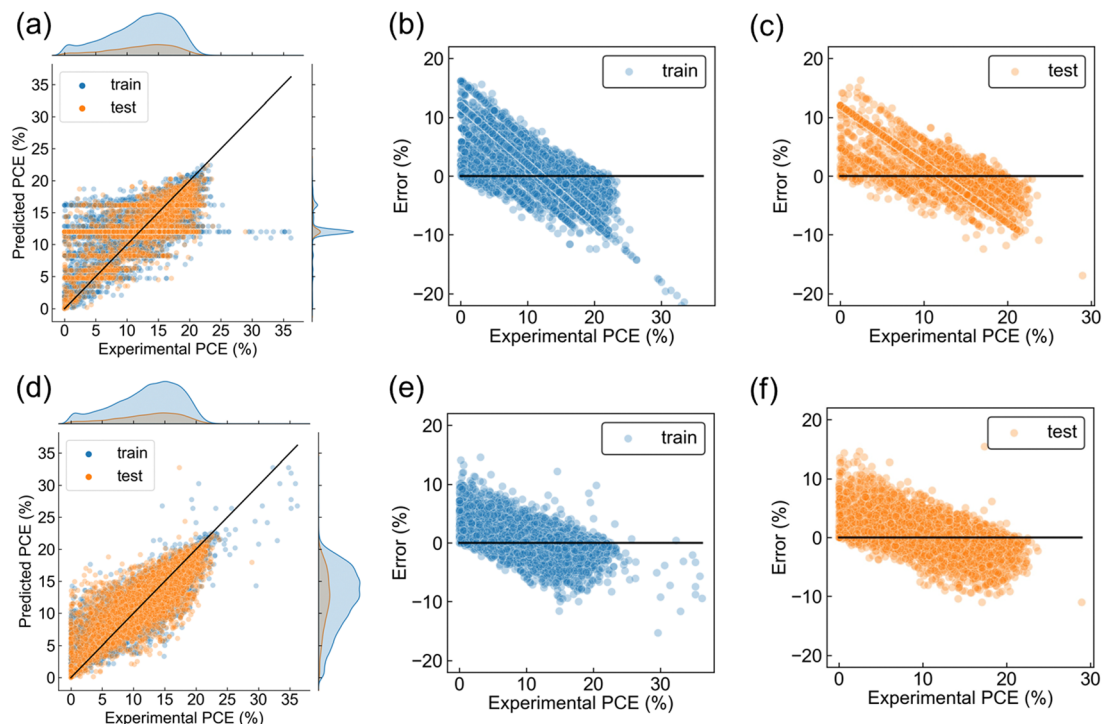 (a)
train
test
Predicted PCE (%)
35
30
25
20
15
10
5
0
0 5 10 15 20 25 30 35
Experimental PCE (%)
(b)
train
Error (%)
20
10
0
−10
−20
0 10 20 30
Experimental PCE (%)
(c)
test
Error (%)
20
10
0
−10
−20
0 10 20 30
Experimental PCE (%)
(d)
train
test
Predicted PCE (%)
35
30
25
20
15
10
5
0
0 5 10 15 20 25 30 35
Experimental PCE (%)
(e)
train
Error (%)
20
10
0
−10
−20
0 10 20 30
Experimental PCE (%)
(f)
test
Error (%)
20
10
0
−10
−20
0 10 20 30
Experimental PCE (%)